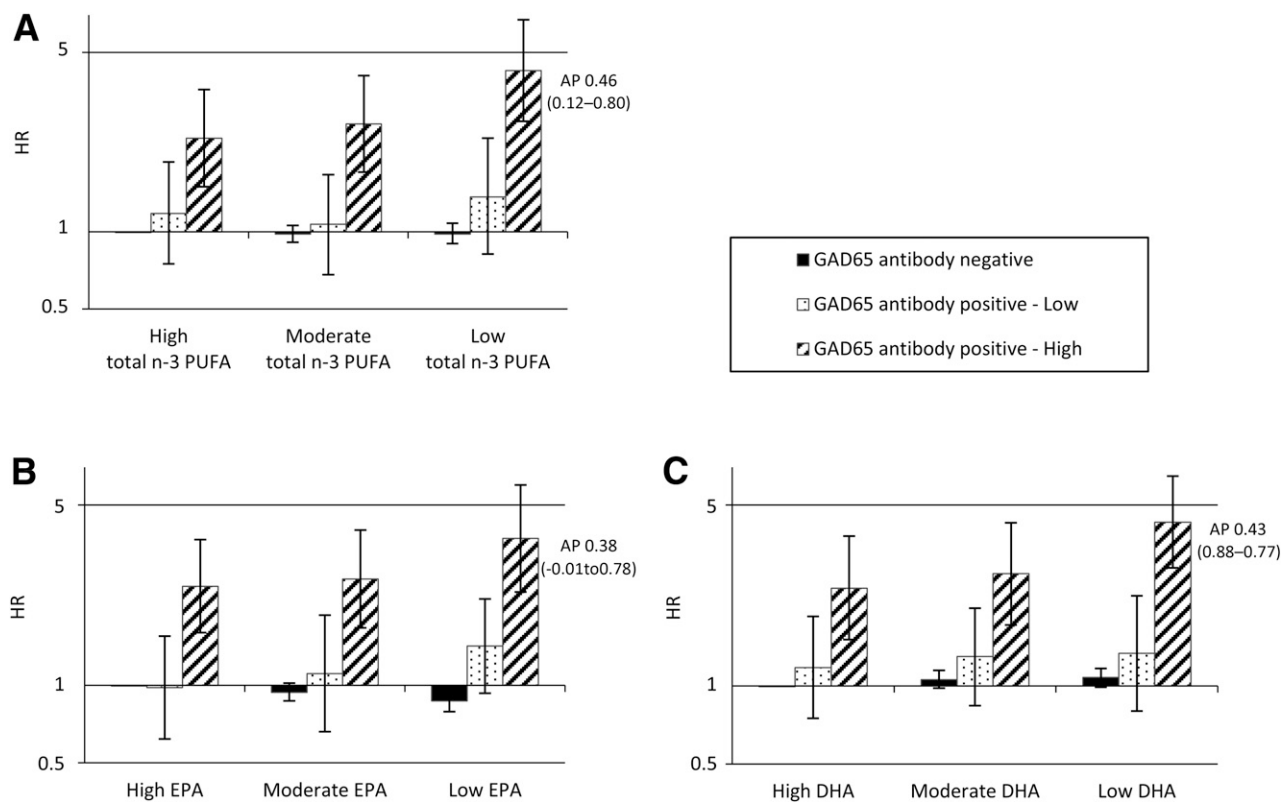 A
5
1
0.5
HR
AP 0.46
(0.12–0.80)
High
total n-3 PUFA
Moderate
total n-3 PUFA
Low
total n-3 PUFA
GAD65 antibody negative
GAD65 antibody positive - Low
GAD65 antibody positive - High
B
5
1
0.5
HR
AP 0.38
(-0.01to0.78)
High EPA
Moderate EPA
Low EPA
C
5
1
0.5
HR
AP 0.43
(0.88–0.77)
High DHA
Moderate DHA
Low DHA